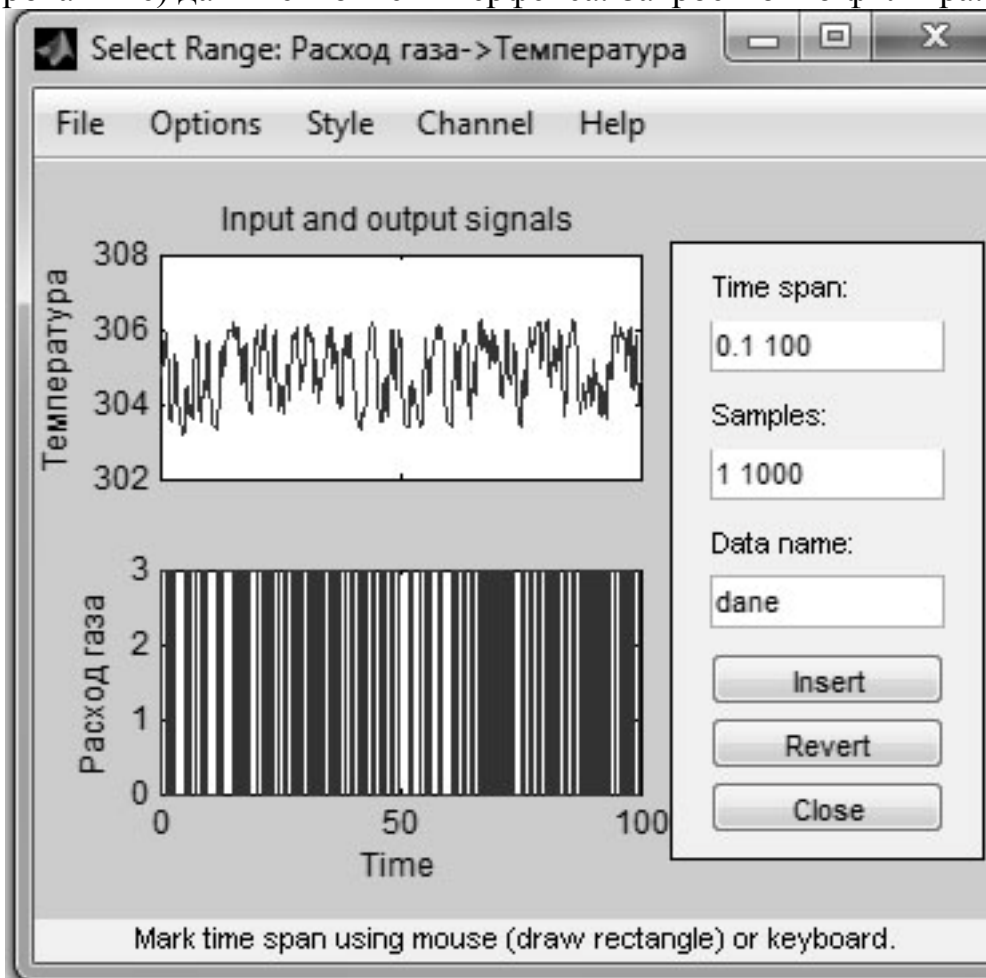 Select Range: Расход газа->Температура
File Options Style Channel Help
Input and output signals
Температура
308
306
304
302
Расход газа
3
2
1
0
0 50 100
Time
Time span:
0.1 100
Samples:
1 1000
Data name:
dane
Insert
Revert
Close
Mark time span using mouse (draw rectangle) or keyboard.